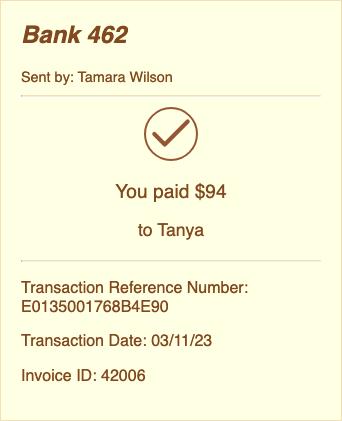 Bank 462
Sent by: Tamara Wilson
You paid $94
to Tanya
Transaction Reference Number:
E0135001768B4E90
Transaction Date: 03/11/23
Invoice ID: 42006